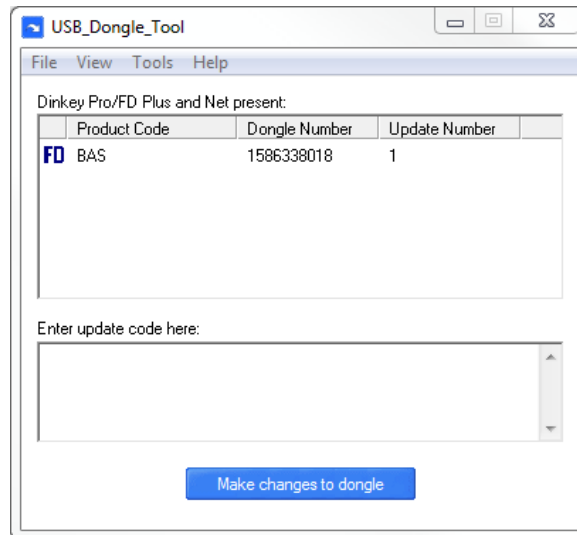 USB_Dongle_Tool
File View Tools Help
Dinkey Pro/FD Plus and Net present:
Product Code Dongle Number Update Number
FD BAS 1586338018 1
Enter update code here:
Make changes to dongle